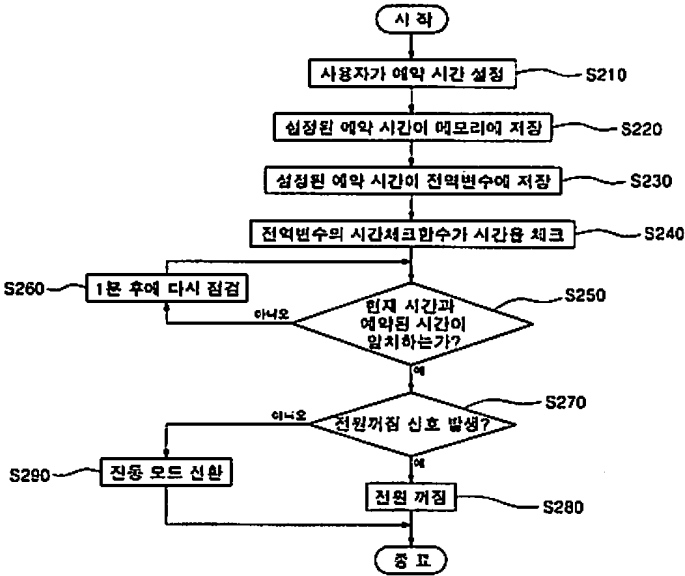 시 작
사용자가 예약 시간 설정
S210
설정된 예약 시간이 메모리에 저장
S220
설정된 예약 시간이 전역변수에 저장
S230
전역변수의 시간체크함수가 시간을 체크
S240
S260
1분 후에 다시 점검
아니오
현재 시간과
예약된 시간이
일치하는가?
S250
예
아니오
전원꺼짐 신호 발생?
S270
예
S290
진동 모드 전환
전원 꺼짐
S280
종 료